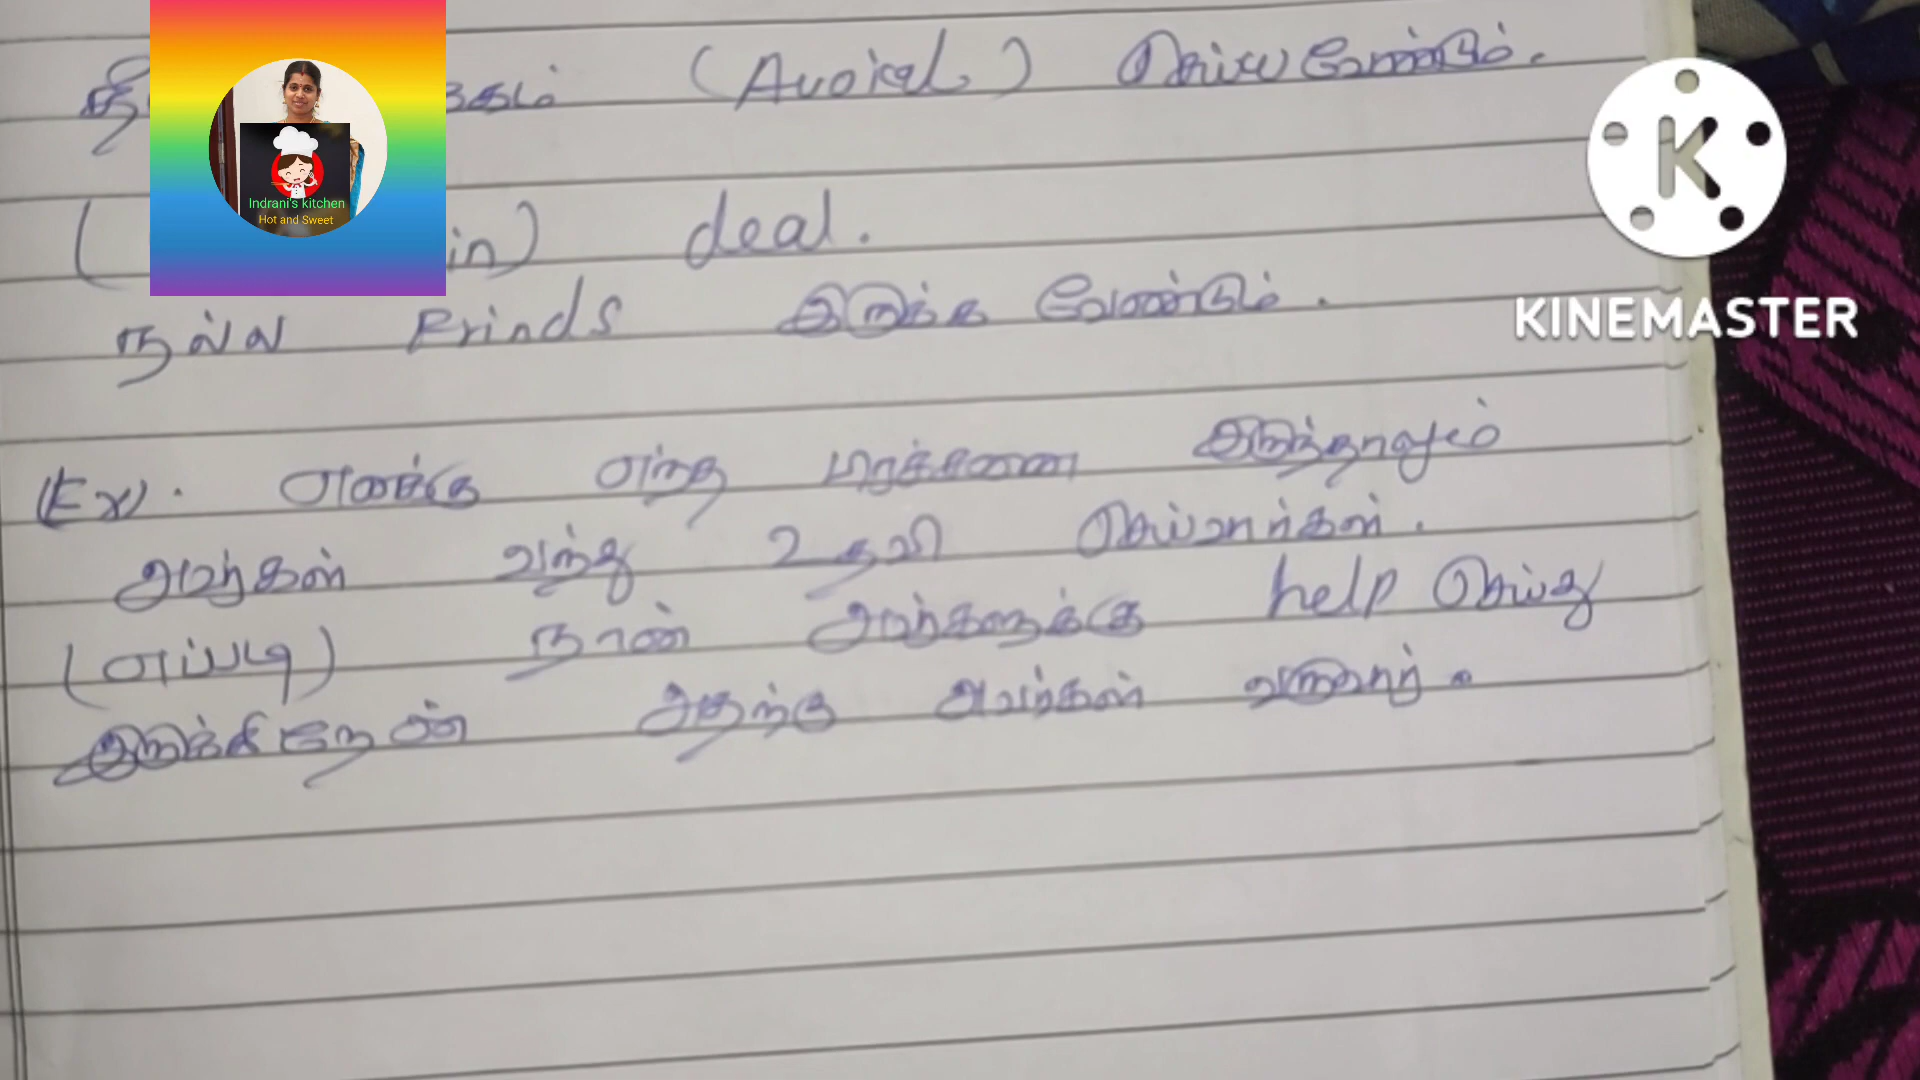 (Avoid) செய்ய வேண்டும்.
deal.
நல்ல Frinds இருக்க வேண்டும்.
(Ex). எனக்கு எந்த பிரச்சனை இருந்தாலும்
அவர்கள் வந்து உதவி செய்வார்கள்.
(எப்படி) நான் அவர்களுக்கு help செய்து
இருக்கிறேன் அதற்கு அவர்கள் வருவார்.
Indrani's kitchen
Hot and Sweet
K
KINEMASTER